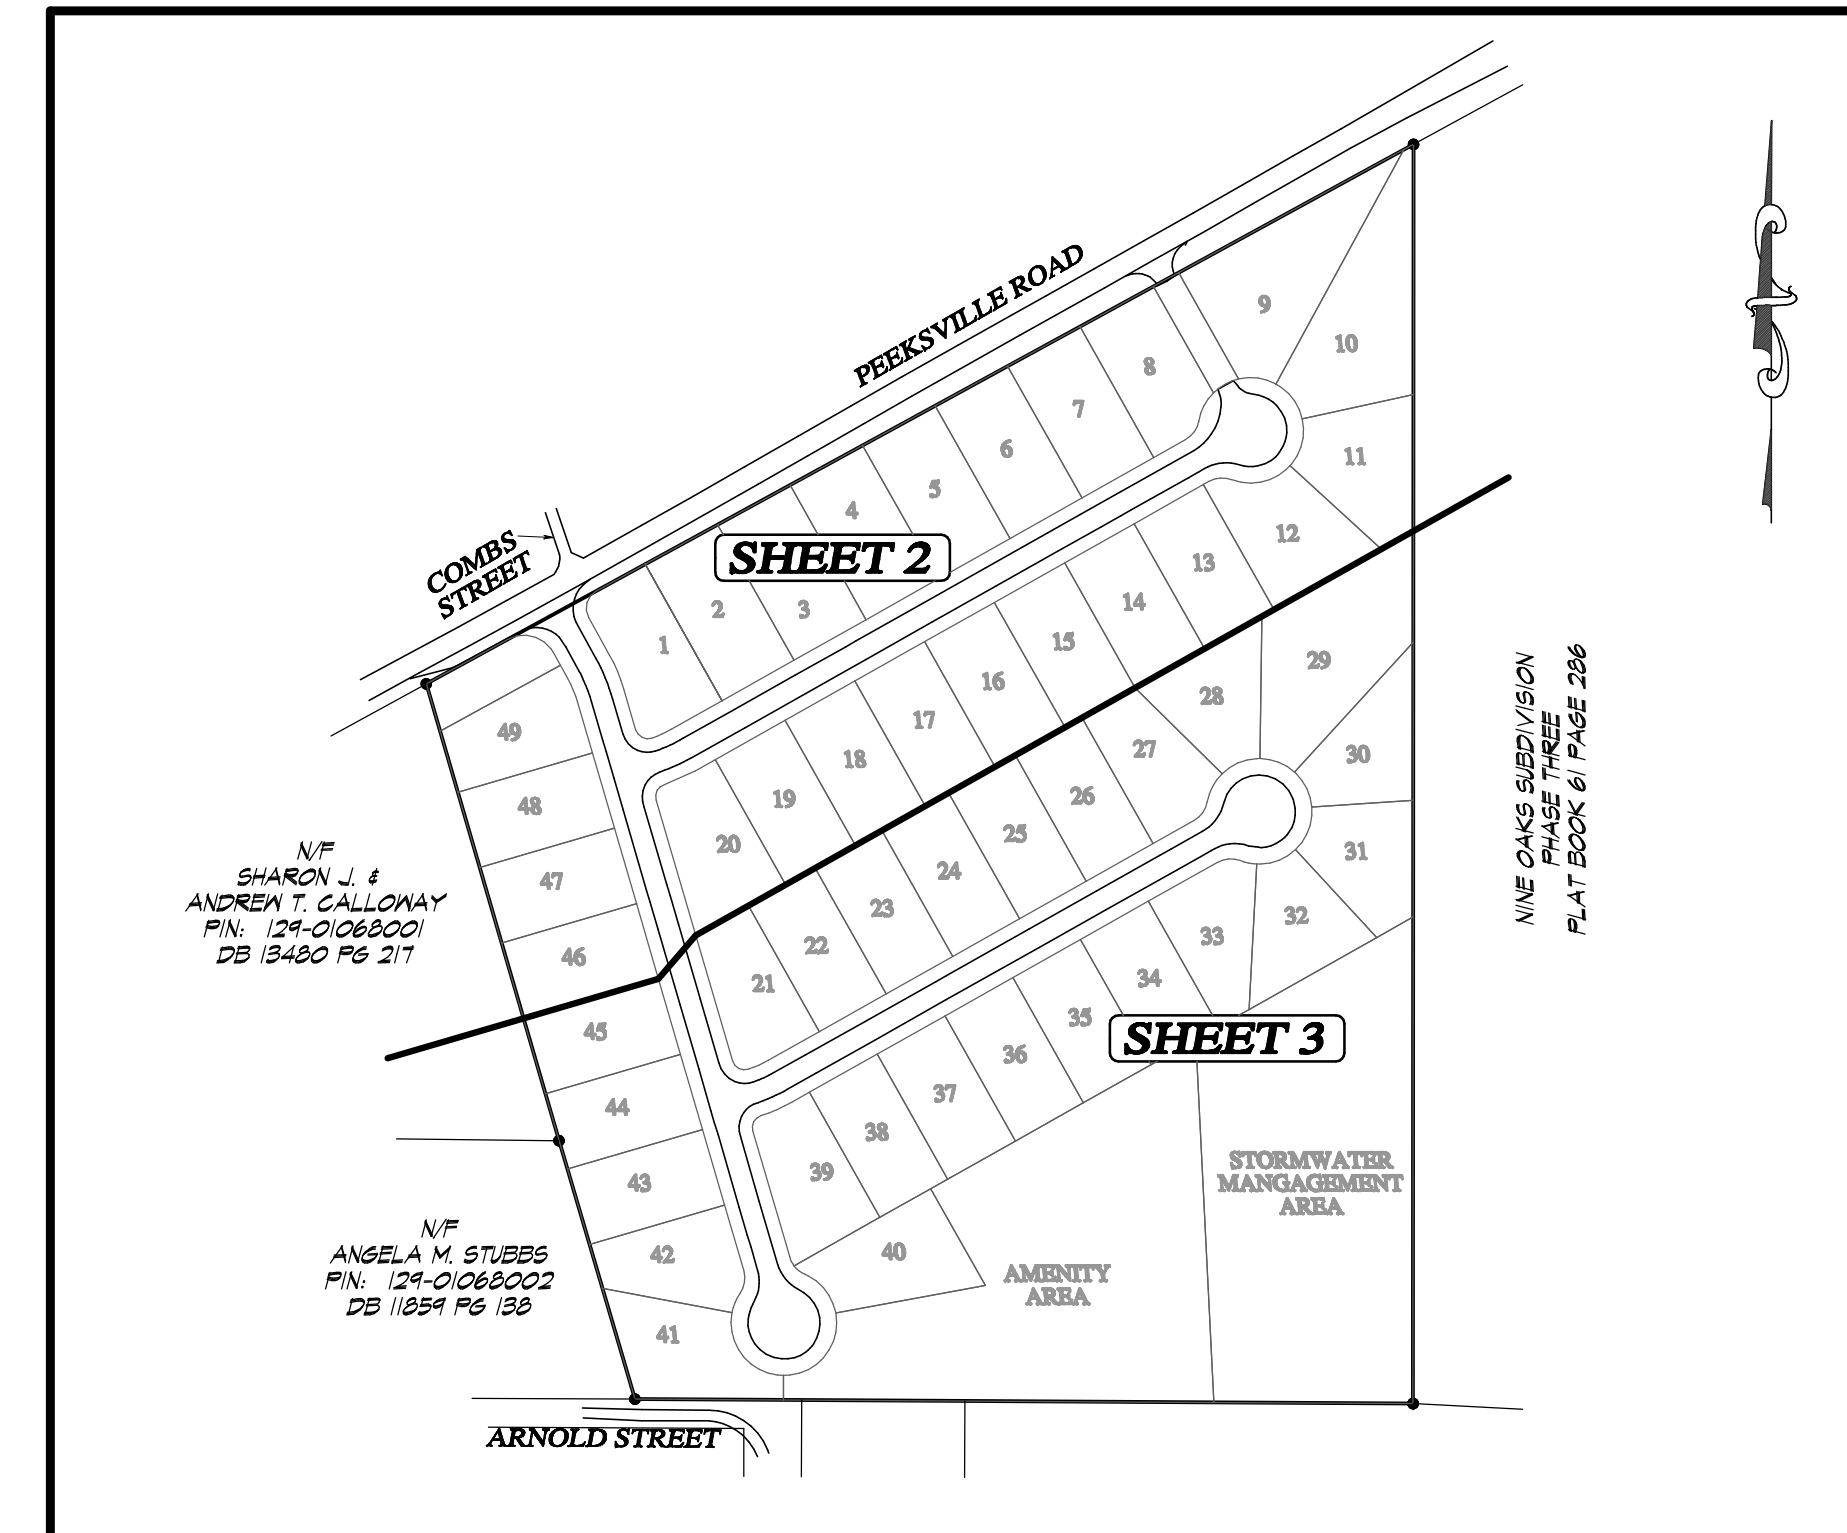 PEEKSVILLE ROAD
COMBS
STREET
9
10
8
7
6
11
5
4
SHEET 2
12
13
2
3
14
1
15
29
16
28
17
49
27
30
18
26
19
48
25
31
20
24
47
23
32
22
33
46
21
34
35
45
SHEET 3
36
37
44
38
39
43
40
42
41
STORMWATER
MANGAGEMENT
AREA
AMENITY
AREA
N/F
SHARON J. &
ANDREW T. CALLOWAY
PIN: 129-01068001
DB 13480 PG 217
N/F
ANGELA M. STUBBS
PIN: 129-01068002
DB 11859 PG 138
NINE OAKS SUBDIVISION
PHASE THREE
PLAT BOOK 61 PAGE 286
ARNOLD STREET